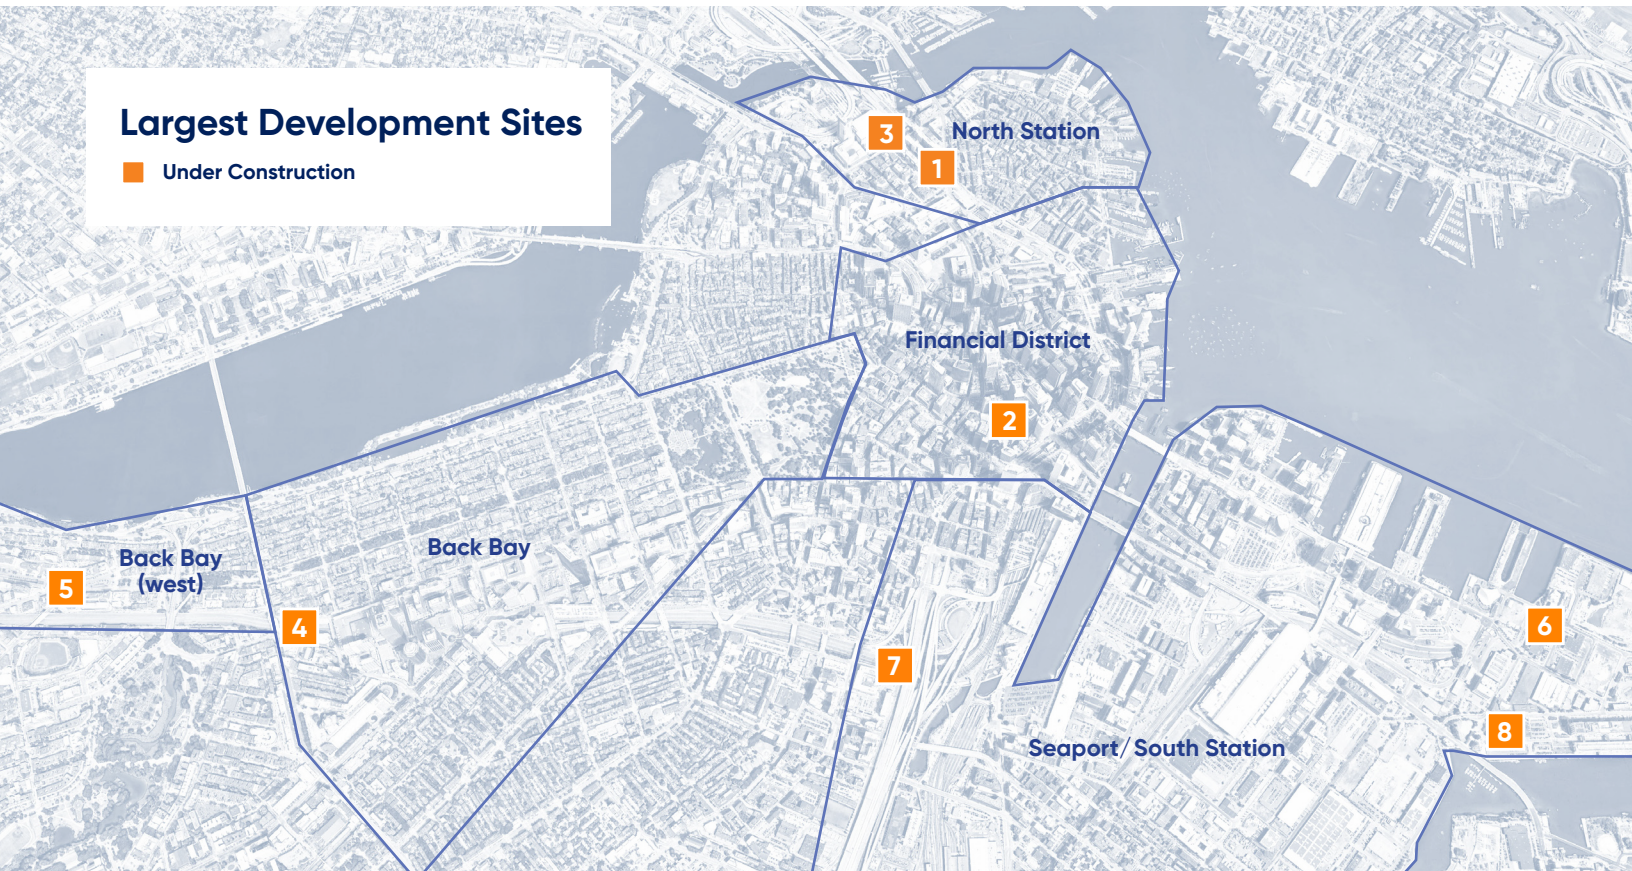 Largest Development Sites
Under Construction
3
North Station
1
Financial District
2
Back Bay
(west)
Back Bay
5
4
6
7
8
Seaport/South Station